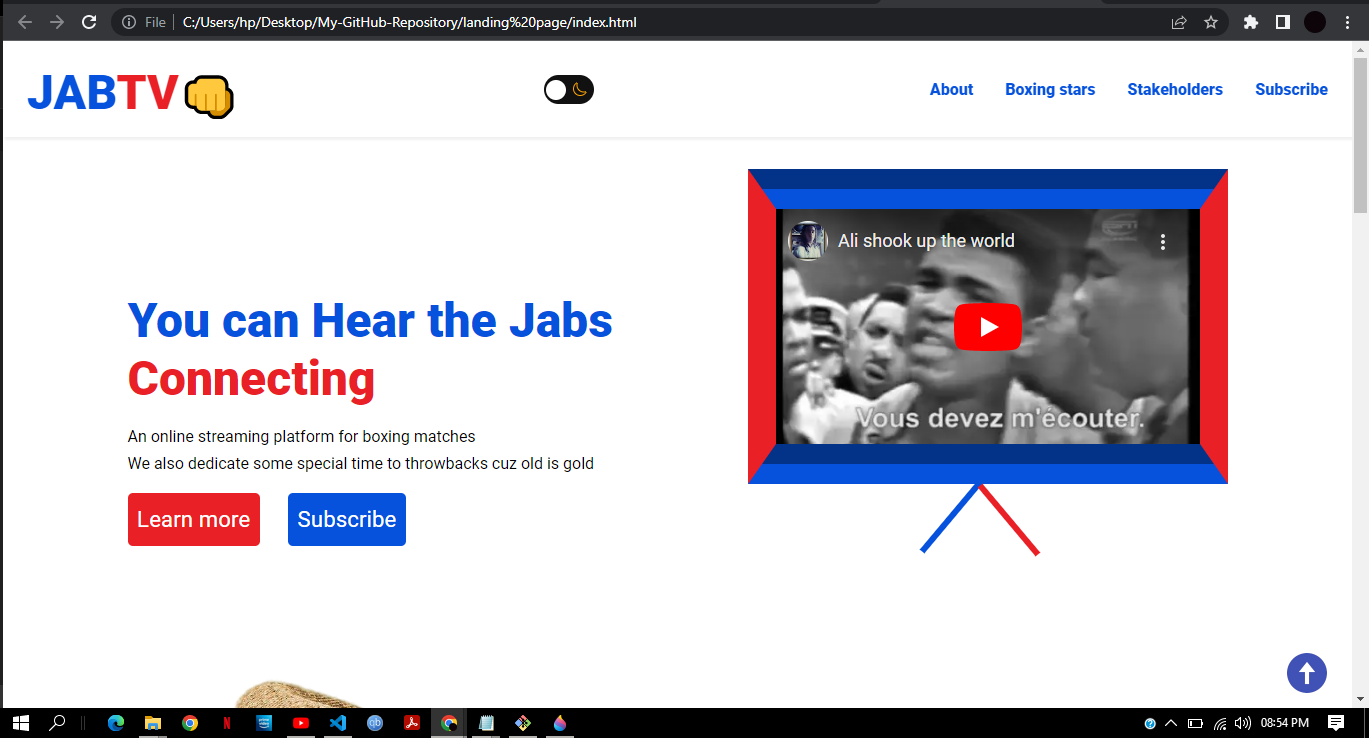 File
C:/Users/hp/Desktop/My-GitHub-Repository/landing%20page/index.html
JABTV
About
Boxing stars
Stakeholders
Subscribe
Ali shook up the world
Vous devez m'écouter.
You can Hear the Jabs
Connecting
An online streaming platform for boxing matches
We also dedicate some special time to throwbacks cuz old is gold
Learn more
Subscribe
08:54 PM